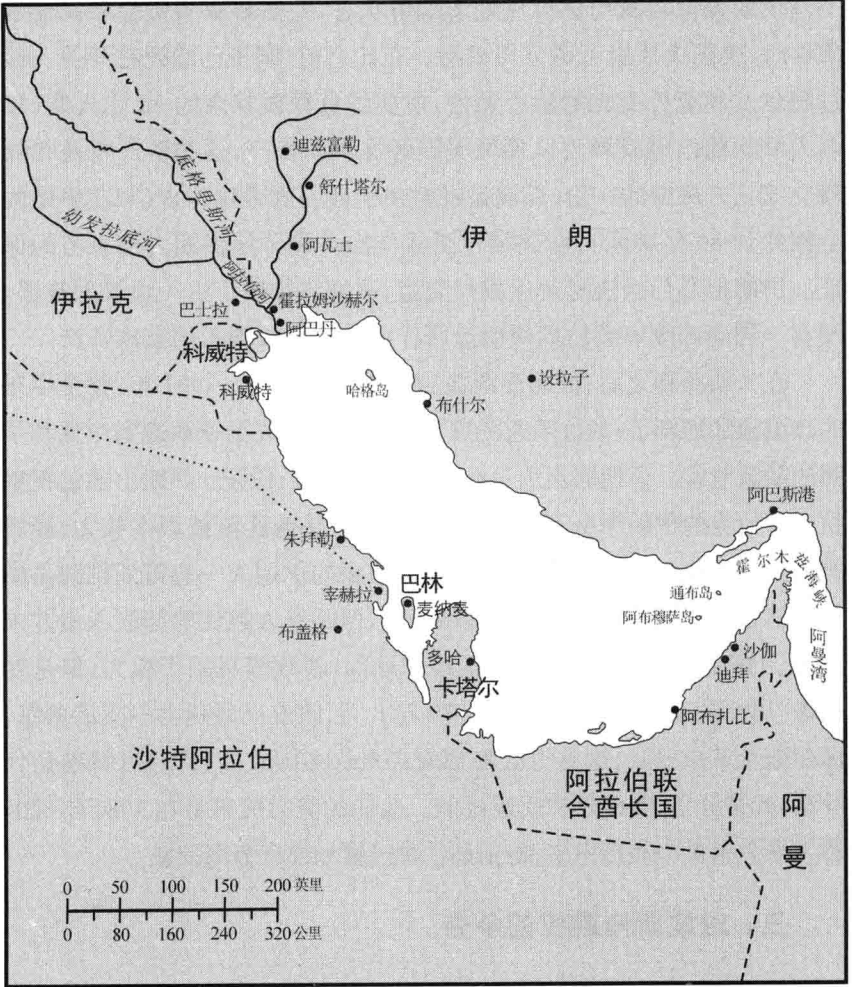 迪兹富勒
底格里斯河
舒什塔尔
幼发拉底河
伊朗
阿瓦士
伊拉克
阿拉伯河
巴士拉
霍拉姆沙赫尔
阿巴丹
科威特
科威特
哈格岛
设拉子
布什尔
阿巴斯港
朱拜勒
霍尔木兹海峡
巴林
宰赫拉
麦纳麦
通布岛
阿布穆萨岛
布盖格
阿曼湾
多哈
沙伽
迪拜
卡塔尔
阿布扎比
沙特阿拉伯
阿拉伯联
合酋长国
阿曼
0 50 100 150 200 英里
0 80 160 240 320 公里